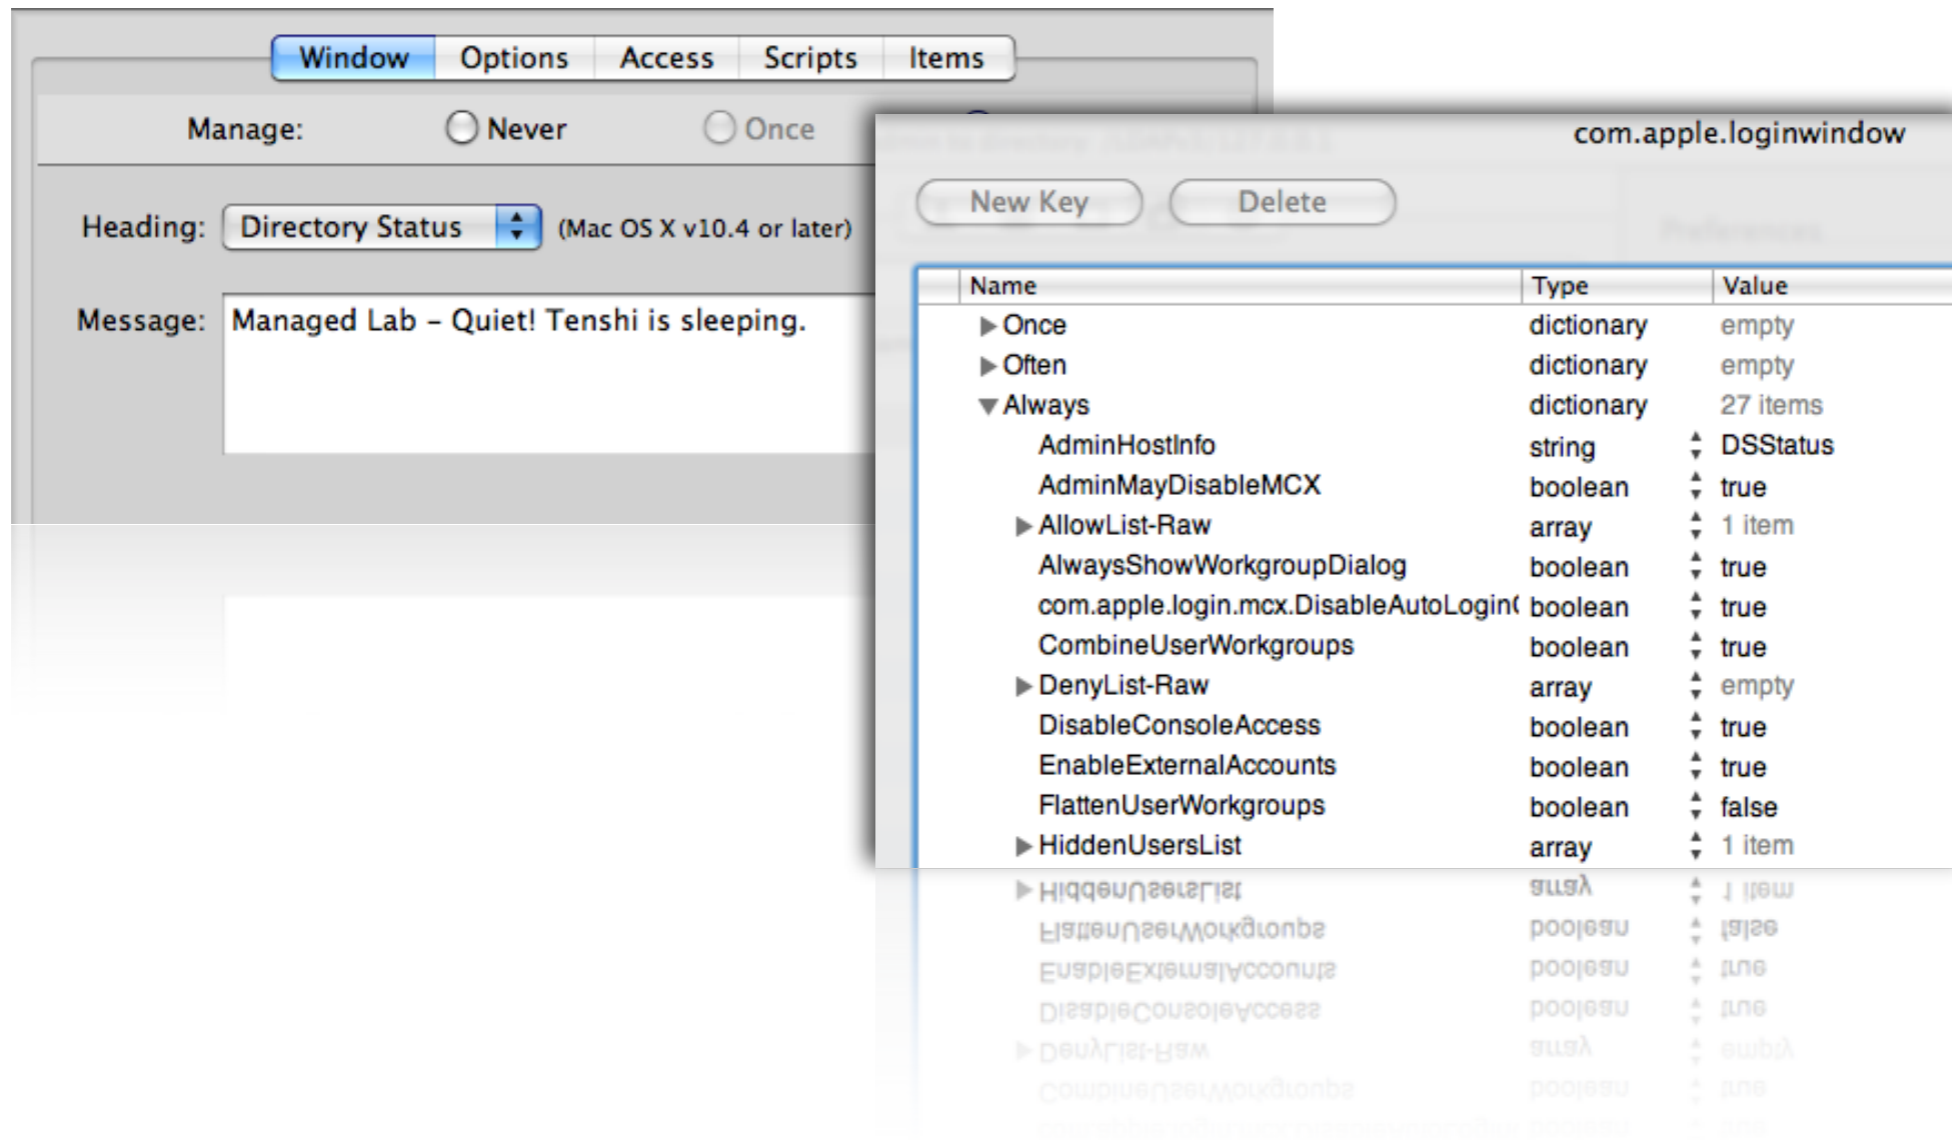 Window Options Access Scripts Items
Manage: Never Once
Heading: Directory Status (Mac OS X v10.4 or later)
Message: Managed Lab – Quiet! Tenshi is sleeping.
com.apple.loginwindow
New Key Delete
Preferences
Name Type Value
Once dictionary empty
Often dictionary empty
Always dictionary 27 items
AdminHostInfo string DSStatus
AdminMayDisableMCX boolean true
AllowList-Raw array 1 item
AlwaysShowWorkgroupDialog boolean true
com.apple.login.mcx.DisableAutoLogin boolean true
CombineUserWorkgroups boolean true
DenyList-Raw array empty
DisableConsoleAccess boolean true
EnableExternalAccounts boolean true
FlattenUserWorkgroups boolean false
HiddenUsersList array 1 item